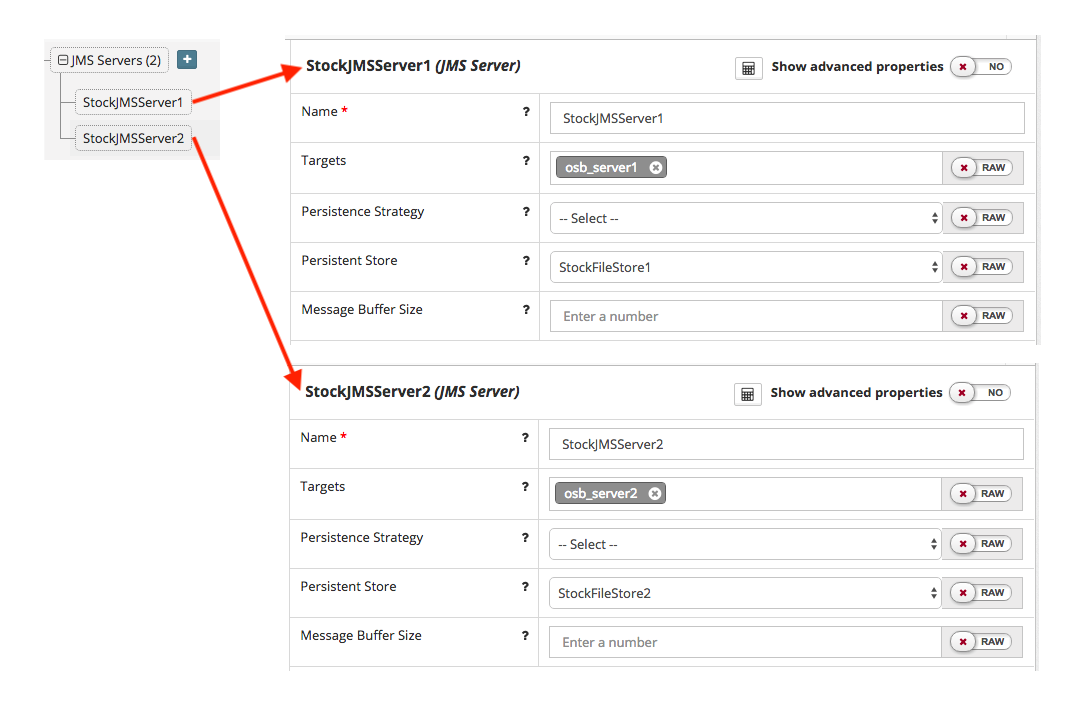 JMS Servers (2)
StockJMSServer1
StockJMSServer2
StockJMSServer1 (JMS Server) Show advanced properties NO
Name * ? StockJMSServer1
Targets ? osb_server1 RAW
Persistence Strategy ? -- Select -- RAW
Persistent Store ? StockFileStore1 RAW
Message Buffer Size ? Enter a number RAW
StockJMSServer2 (JMS Server) Show advanced properties NO
Name * ? StockJMSServer2
Targets ? osb_server2 RAW
Persistence Strategy ? -- Select -- RAW
Persistent Store ? StockFileStore2 RAW
Message Buffer Size ? Enter a number RAW